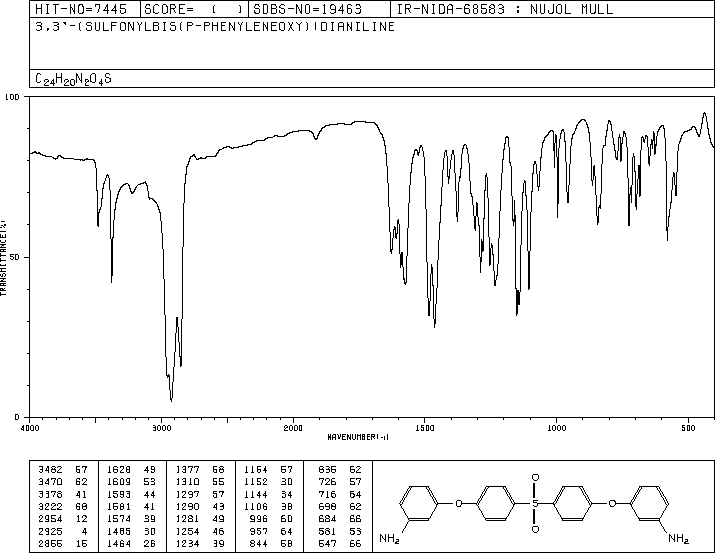 HIT-NO=7445 SCORE= ( ) SDBS-NO=19463 IR-NIDA-68583 : NUJOL MULL
3,3'-(SULFONYLBIS(P-PHENYLENEOXY))DIANILINE
C24H20N2O4S
100
50
0
TRANSMITTANCE(%)
4000 3000 2000 1500 1000 500
WAVENUMBER(-1)
3482 57 1628 49 1377 58 1164 57 836 62
3470 62 1609 53 1310 55 1152 30 726 57
3378 41 1593 44 1297 57 1144 34 716 64
3222 68 1581 41 1290 43 1106 38 698 62
2954 12 1574 39 1281 49 996 60 684 66
2925 4 1485 30 1254 46 957 64 581 53
2855 15 1464 26 1234 39 844 58 547 66
O
O S O
O
NH2 NH2